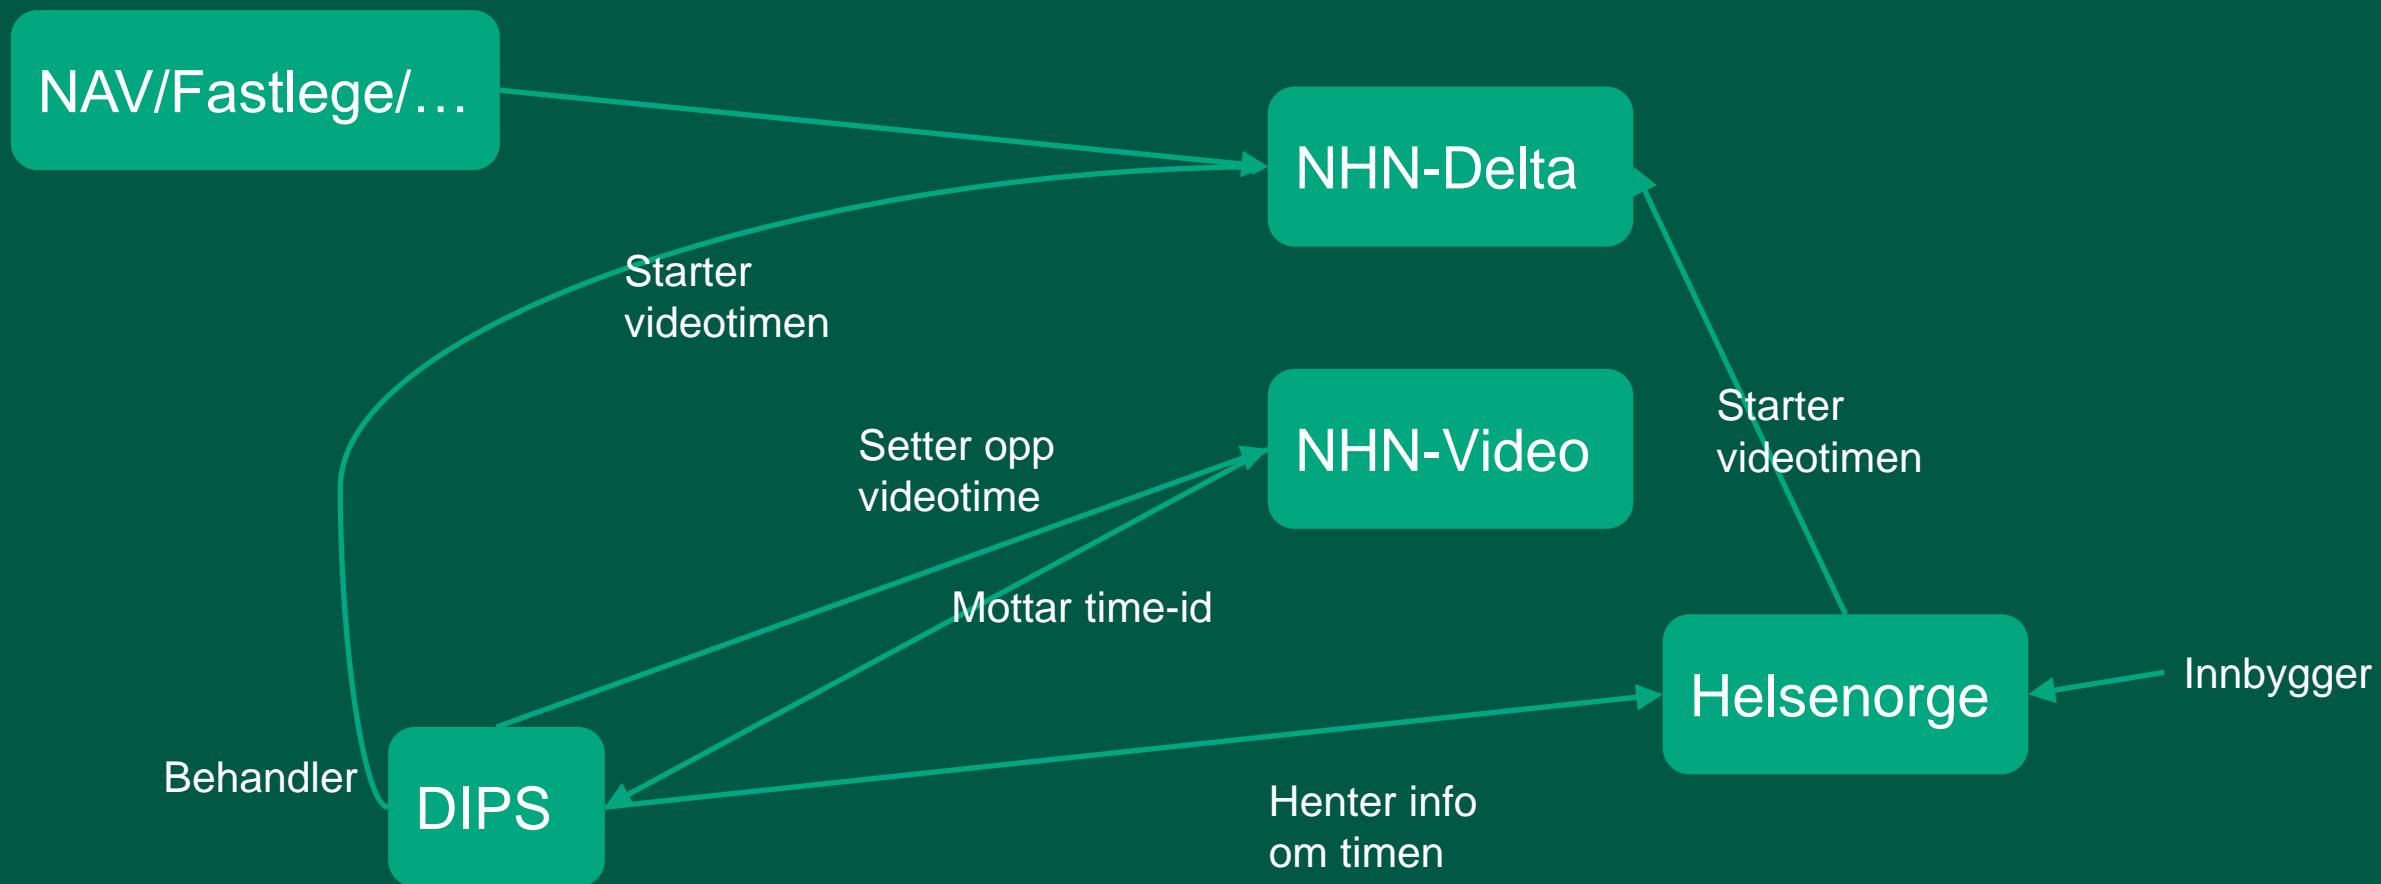 NAV/Fastlege/…
NHN-Delta
Starter
videotimen
Starter
videotimen
Setter opp
videotime
NHN-Video
Mottar time-id
Helsenorge
Innbygger
Behandler
DIPS
Henter info
om timen